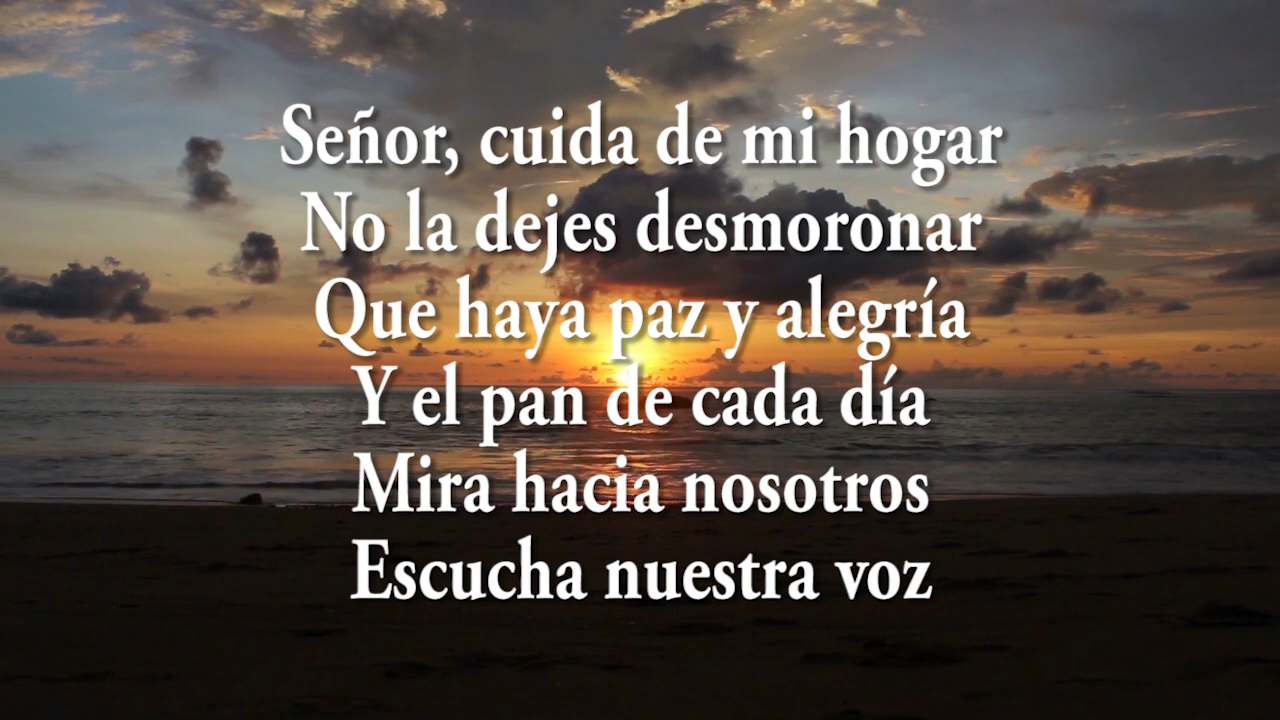 Señor, cuida de mi hogar
No la dejes desmoronar
Que haya paz y alegría
Y el pan de cada día
Mira hacia nosotros
Escucha nuestra voz